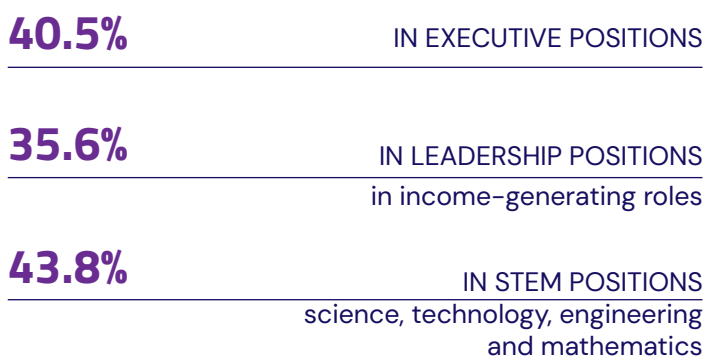 40.5% IN EXECUTIVE POSITIONS
35.6% IN LEADERSHIP POSITIONS
in income-generating roles
43.8% IN STEM POSITIONS
science, technology, engineering
and mathematics